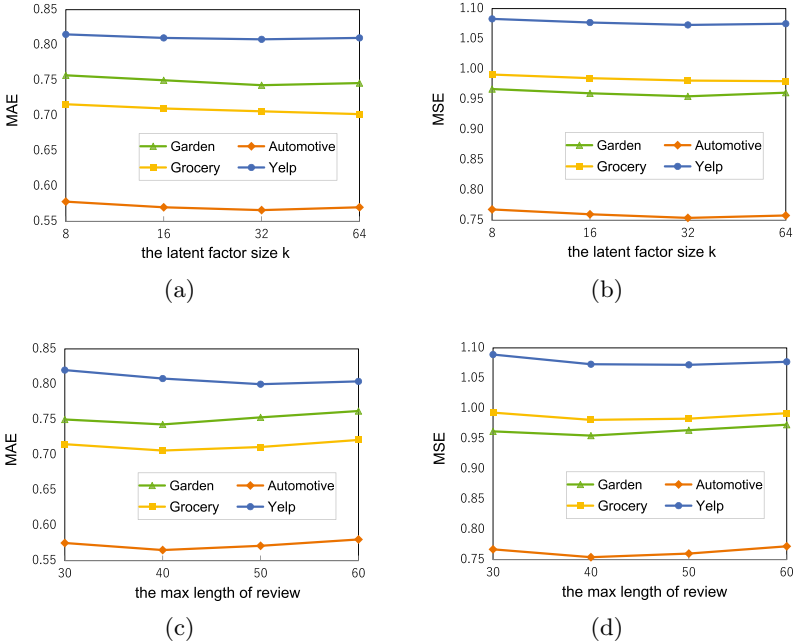 0.85
0.80
0.75
0.70
0.65
0.60
0.55
MAE
8 16 32 64
the latent factor size k
Garden Automotive
Grocery Yelp
(a)
1.10
1.05
1.00
0.95
0.90
0.85
0.80
0.75
MSE
8 16 32 64
the latent factor size k
Garden Automotive
Grocery Yelp
(b)
0.85
0.80
0.75
0.70
0.65
0.60
0.55
MAE
30 40 50 60
the max length of review
Garden Automotive
Grocery Yelp
(c)
1.10
1.05
1.00
0.95
0.90
0.85
0.80
0.75
MSE
30 40 50 60
the max length of review
Garden Automotive
Grocery Yelp
(d)